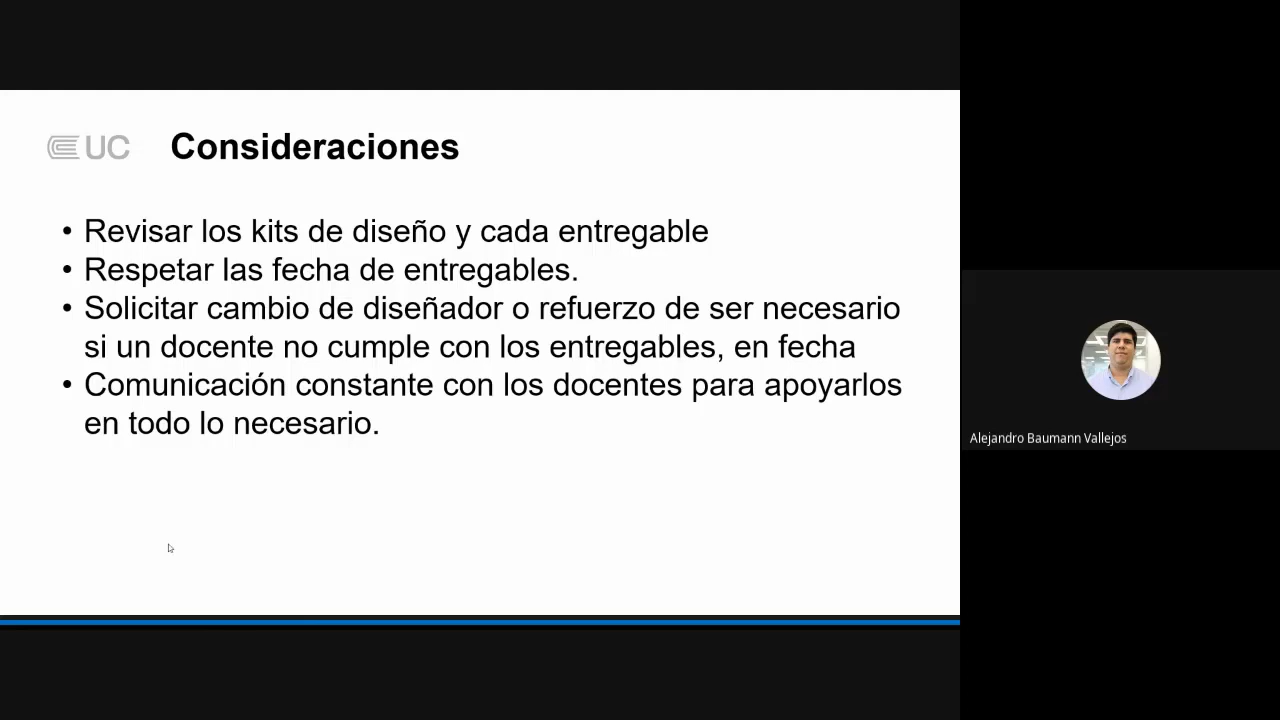 UC Consideraciones
• Revisar los kits de diseño y cada entregable
• Respetar las fecha de entregables.
• Solicitar cambio de diseñador o refuerzo de ser necesario
si un docente no cumple con los entregables, en fecha
• Comunicación constante con los docentes para apoyarlos
en todo lo necesario.
Alejandro Baumann Vallejos